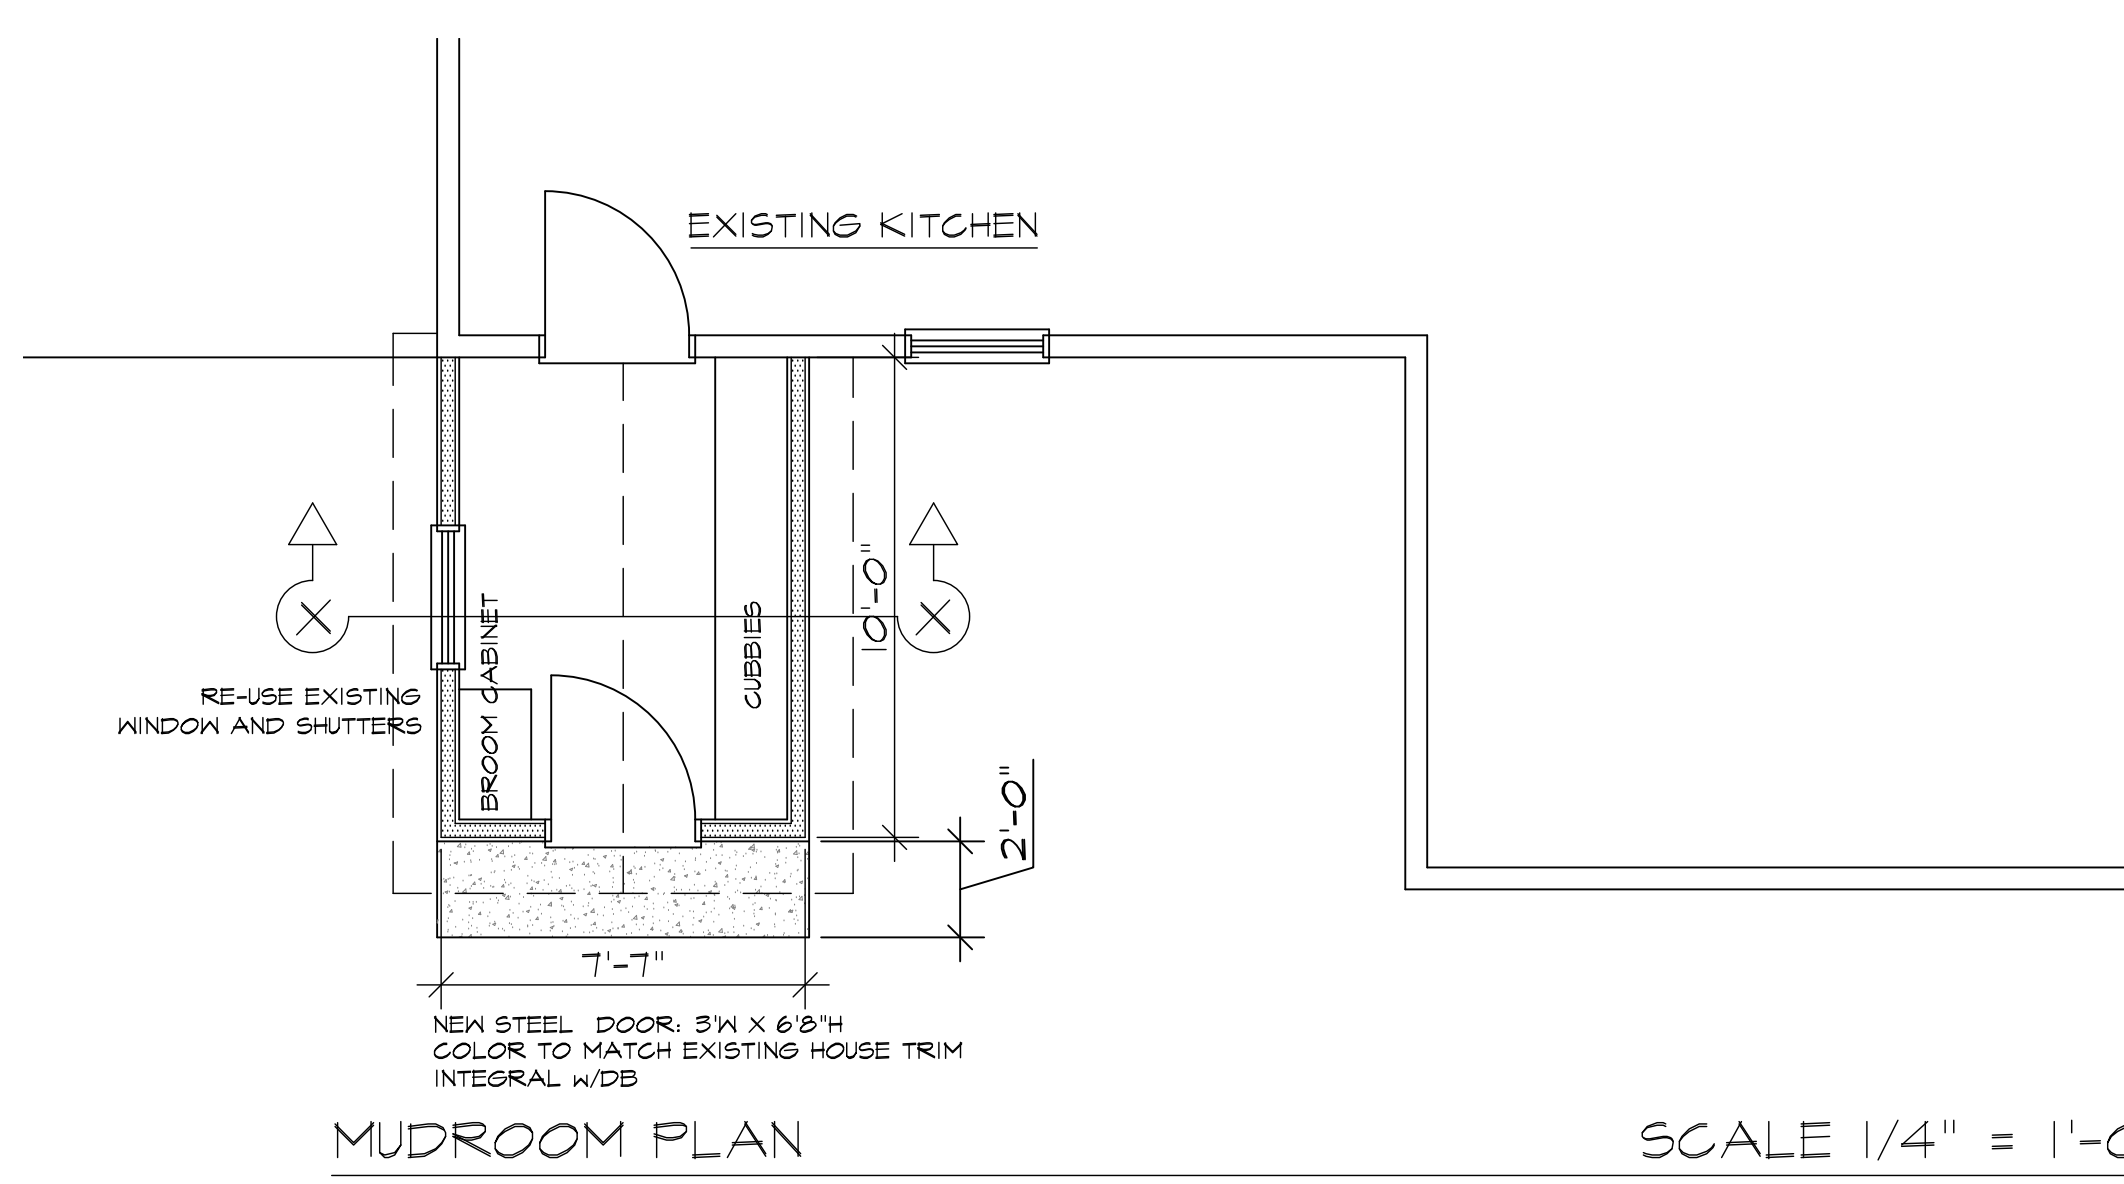 EXISTING KITCHEN
X
X
10'-0"
BROOM CABINET
CUBBIES
RE-USE EXISTING
WINDOW AND SHUTTERS
2'-0"
7'-7"
NEW STEEL DOOR: 3'W X 6'8"H
COLOR TO MATCH EXISTING HOUSE TRIM
INTEGRAL w/DB
MUDROOM PLAN
SCALE 1/4" = 1'-